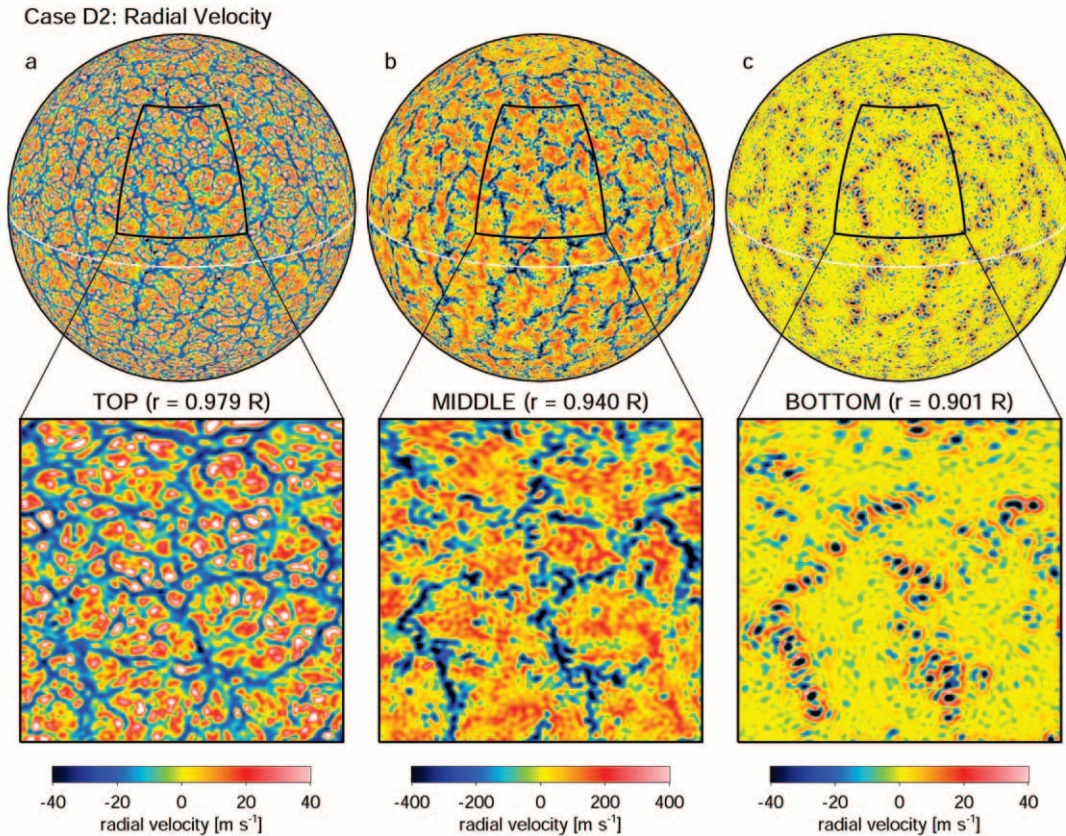 Case D2: Radial Velocity
a
b
c
TOP (r = 0.979 R)
MIDDLE (r = 0.940 R)
BOTTOM (r = 0.901 R)
-40 -20 0 20 40
radial velocity [m s⁻¹]
-400 -200 0 200 400
radial velocity [m s⁻¹]
-40 -20 0 20 40
radial velocity [m s⁻¹]